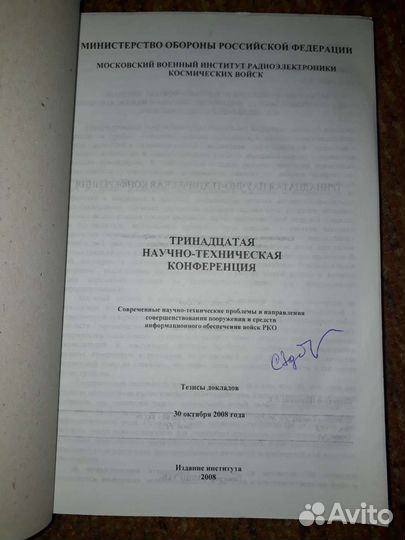 МИНИСТЕРСТВО ОБОРОНЫ РОССИЙСКОЙ ФЕДЕРАЦИИ
МОСКОВСКИЙ ВОЕННЫЙ ИНСТИТУТ РАДИОЭЛЕКТРОНИКИ
КОСМИЧЕСКИХ ВОЙСК
ТРИНАДЦАТАЯ
НАУЧНО-ТЕХНИЧЕСКАЯ
КОНФЕРЕНЦИЯ
Современные научно-технические проблемы и направления
совершенствования вооружения и средств
информационного обеспечения войск РКО
Тезисы докладов
30 октября 2008 года
Издание института
2008
Avito